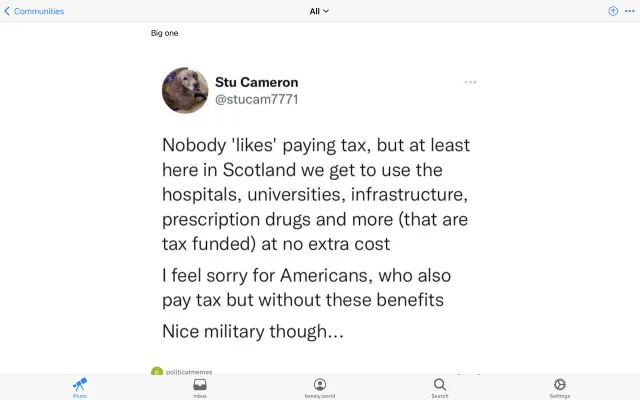 Communities
All
Big one
Stu Cameron
@stucam7771
Nobody 'likes' paying tax, but at least
here in Scotland we get to use the
hospitals, universities, infrastructure,
prescription drugs and more (that are
tax funded) at no extra cost
I feel sorry for Americans, who also
pay tax but without these benefits
Nice military though...
politicalmemes
Posts
Inbox
lemmy.world
Search
Settings